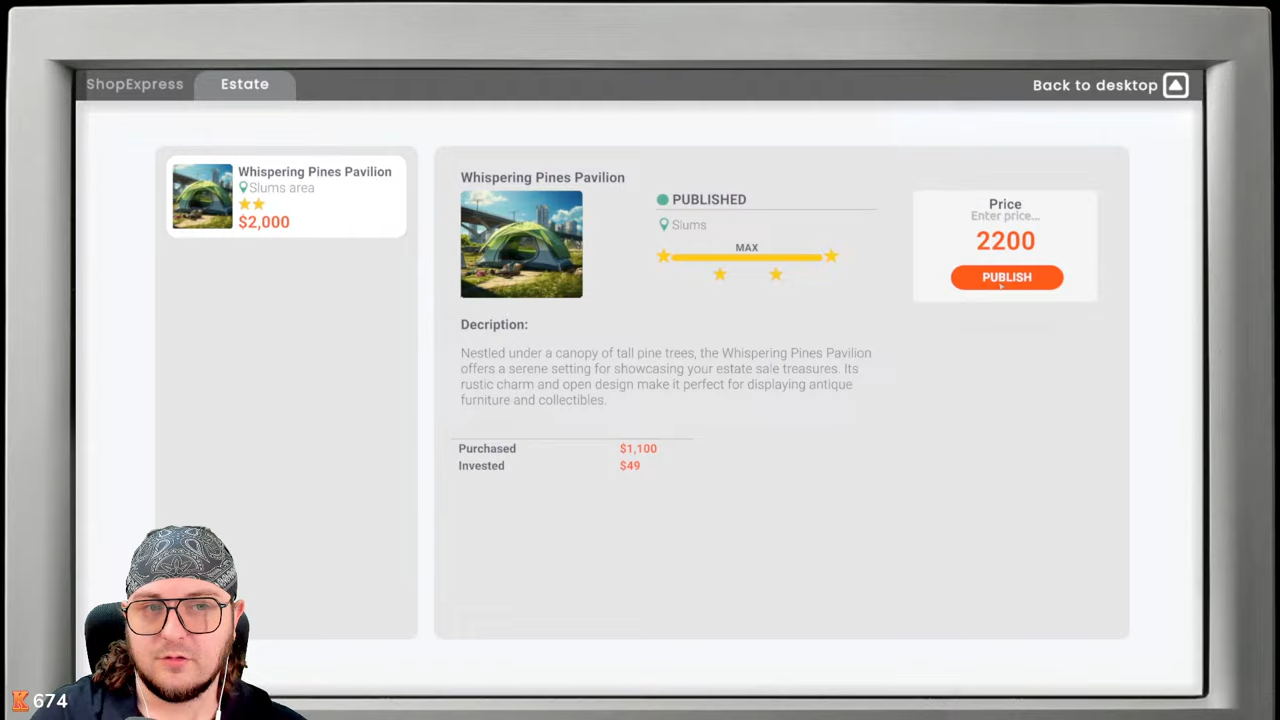 ShopExpress
Estate
Back to desktop
Whispering Pines Pavilion
Slums area
$2,000
Whispering Pines Pavilion
PUBLISHED
Slums
MAX
Price
Enter price...
2200
PUBLISH
Decription:
Nestled under a canopy of tall pine trees, the Whispering Pines Pavilion
offers a serene setting for showcasing your estate sale treasures. Its
rustic charm and open design make it perfect for displaying antique
furniture and collectibles.
Purchased $1,100
Invested $49
K 674